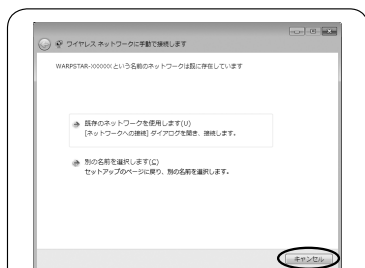 ワイヤレス ネットワークに手動で接続します
WARPSTAR-XXXXXX という名前のネットワークは既に存在しています
既存のネットワークを使用します(U)
[ネットワークへの接続] ダイアログを開き、接続します。
別の名前を選択します(C)
セットアップのページに戻り、別の名前を選択します。
キャンセル